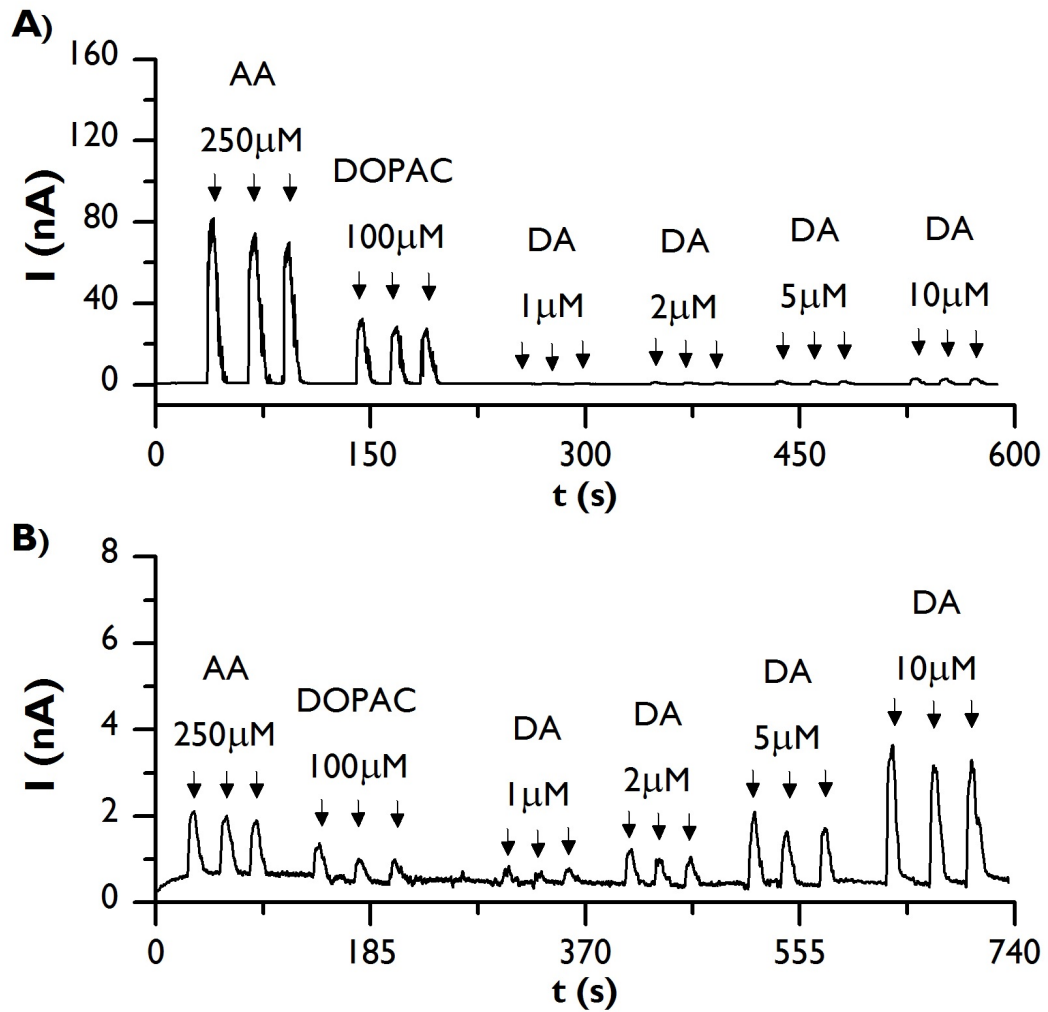 A)
160
AA
120
250μM
DOPAC
I (nA)
80
100μM
DA
DA
DA
DA
40
1μM
2μM
5μM
10μM
0
0
150
300
450
600
t (s)
B)
8
6
DA
AA
DA
10μM
DOPAC
DA
I (nA)
4
250μM
DA
5μM
100μM
2μM
1μM
2
0
0
185
370
555
740
t (s)